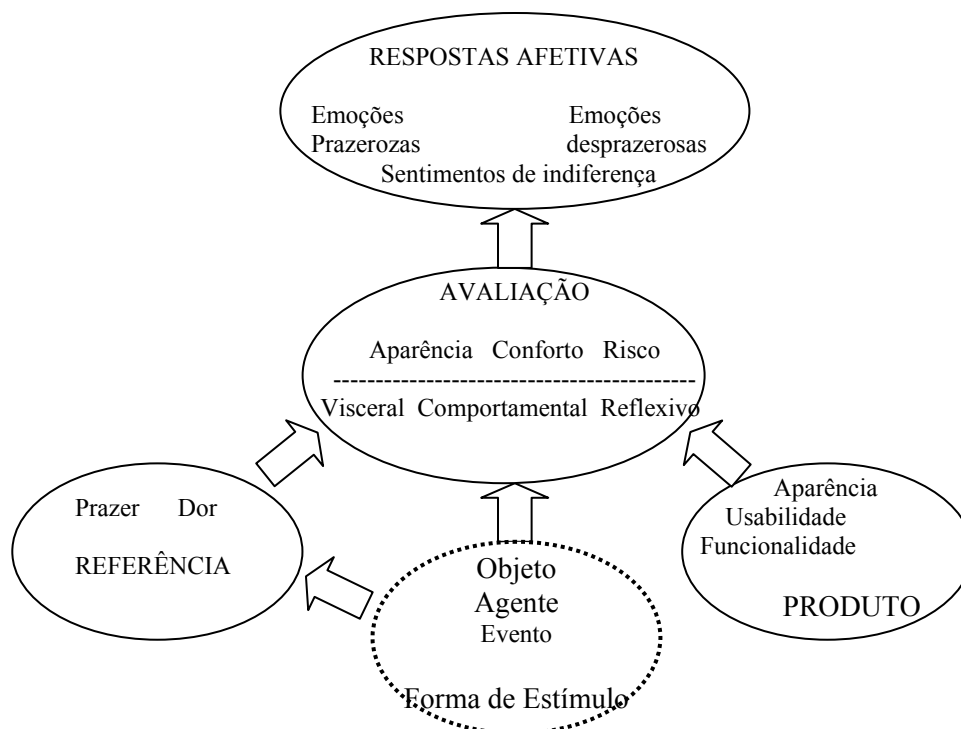 RESPOSTAS AFETIVAS
Emoções Emoções
Prazerozas desprazerosas
Sentimentos de indiferença
AVALIAÇÃO
Aparência Conforto Risco
Visceral Comportamental Reflexivo
Prazer Dor
REFERÊNCIA
Objeto
Agente
Evento
Forma de Estímulo
Aparência
Usabilidade
Funcionalidade
PRODUTO